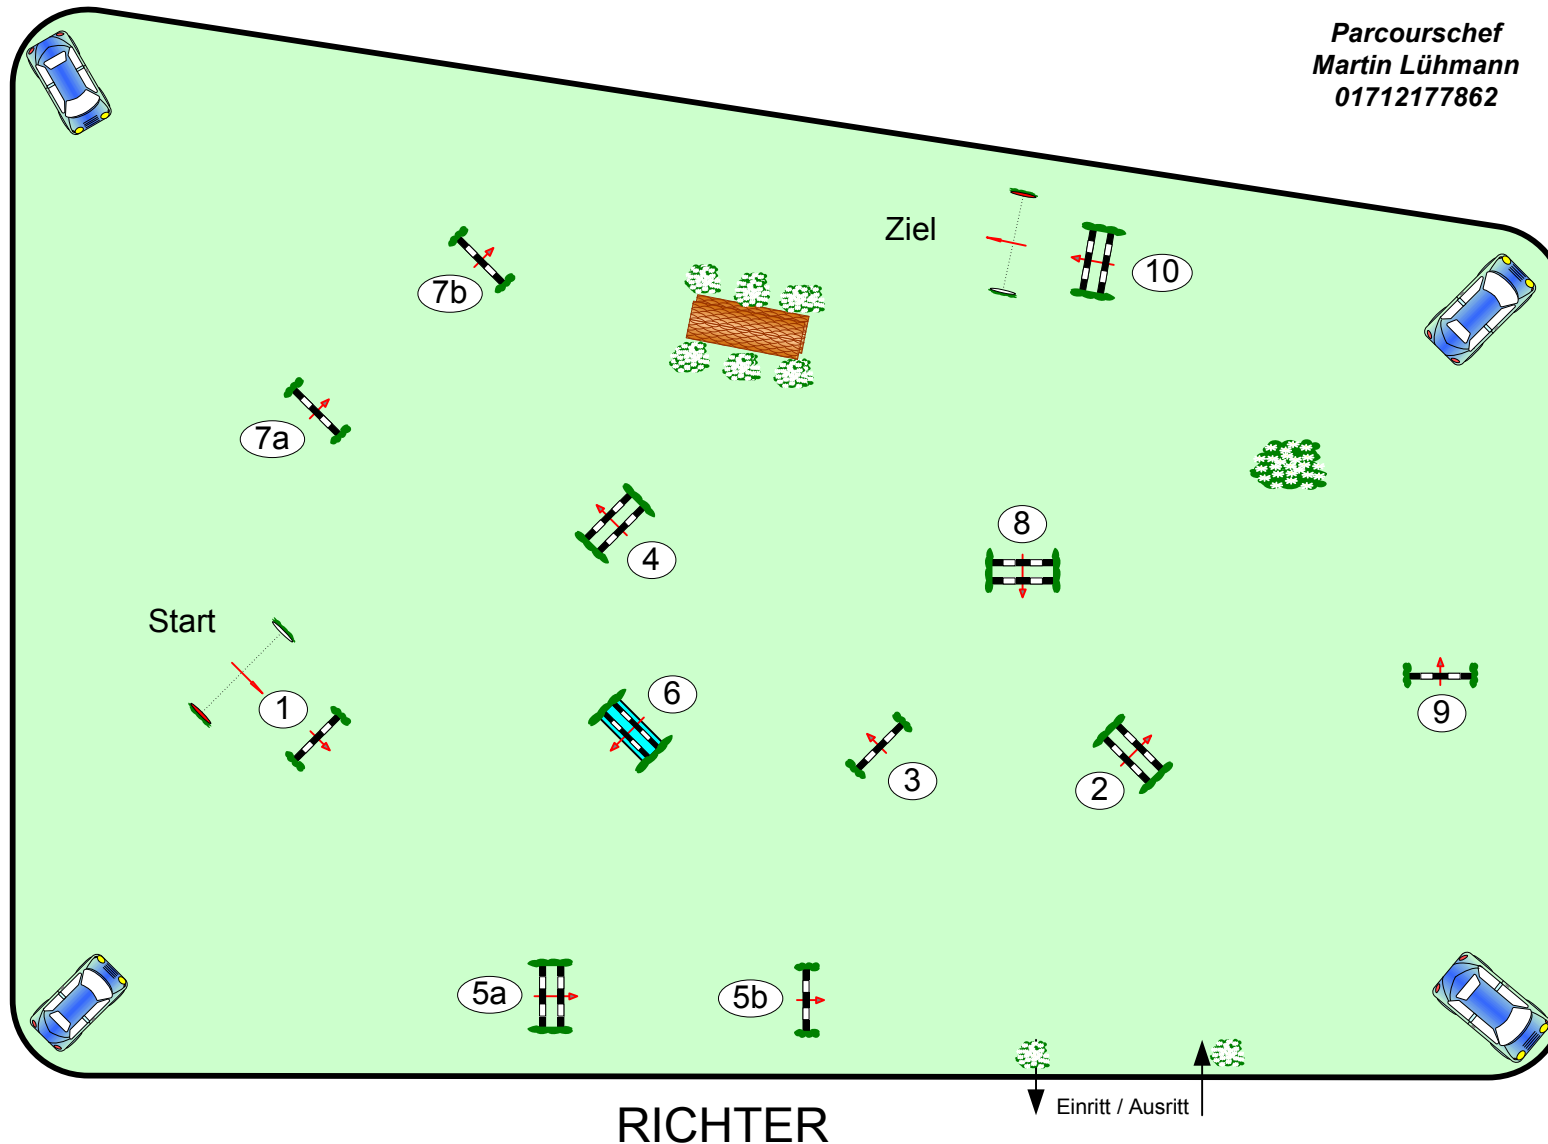 Parcourschef
Martin Lühmann
01712177862
Ziel
10
7b
7a
8
4
Start
1
6
9
3
2
5a
5b
Einritt / Ausritt
RICHTER